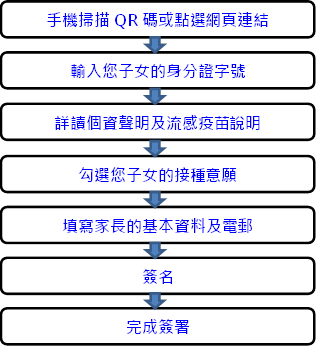 手機掃描 QR 碼或點選網頁連結
輸入您子女的身分證字號
詳讀個資聲明及流感疫苗說明
勾選您子女的接種意願
填寫家長的基本資料及電郵
簽名
完成簽署